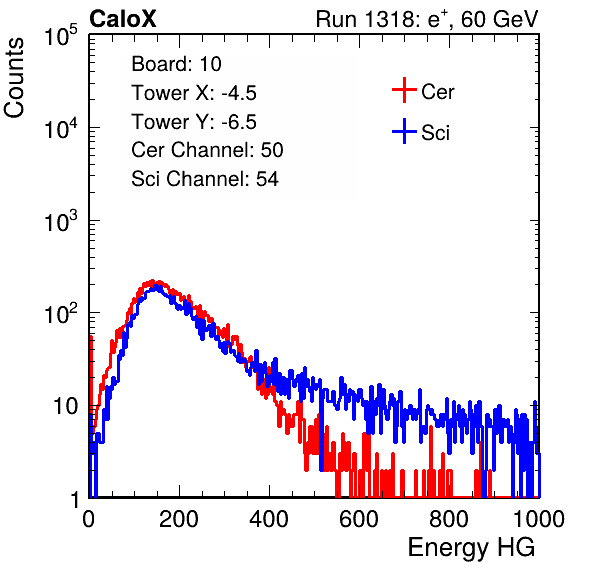 CaloX Run 1318: e⁺, 60 GeV
Counts
Board: 10
Tower X: -4.5
Tower Y: -6.5
Cer Channel: 50
Sci Channel: 54
Cer
Sci
10⁵
10⁴
10³
10²
10
1
0 200 400 600 800 1000
Energy HG